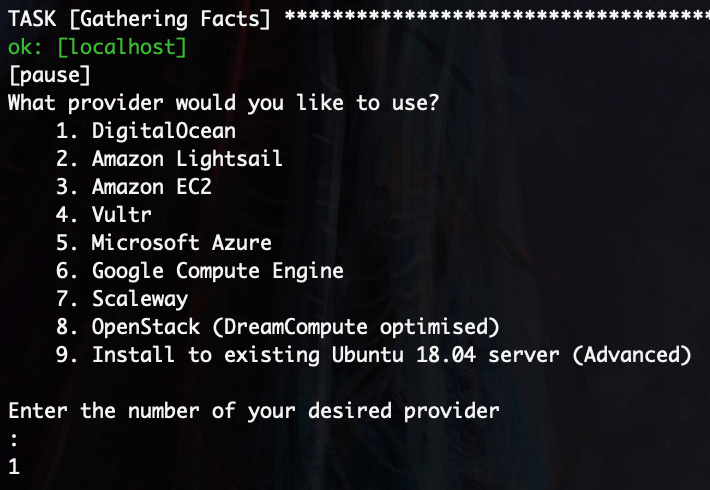 TASK [Gathering Facts] ************************************
ok: [localhost]
[pause]
What provider would you like to use?
    1. DigitalOcean
    2. Amazon Lightsail
    3. Amazon EC2
    4. Vultr
    5. Microsoft Azure
    6. Google Compute Engine
    7. Scaleway
    8. OpenStack (DreamCompute optimised)
    9. Install to existing Ubuntu 18.04 server (Advanced)

Enter the number of your desired provider
:
1